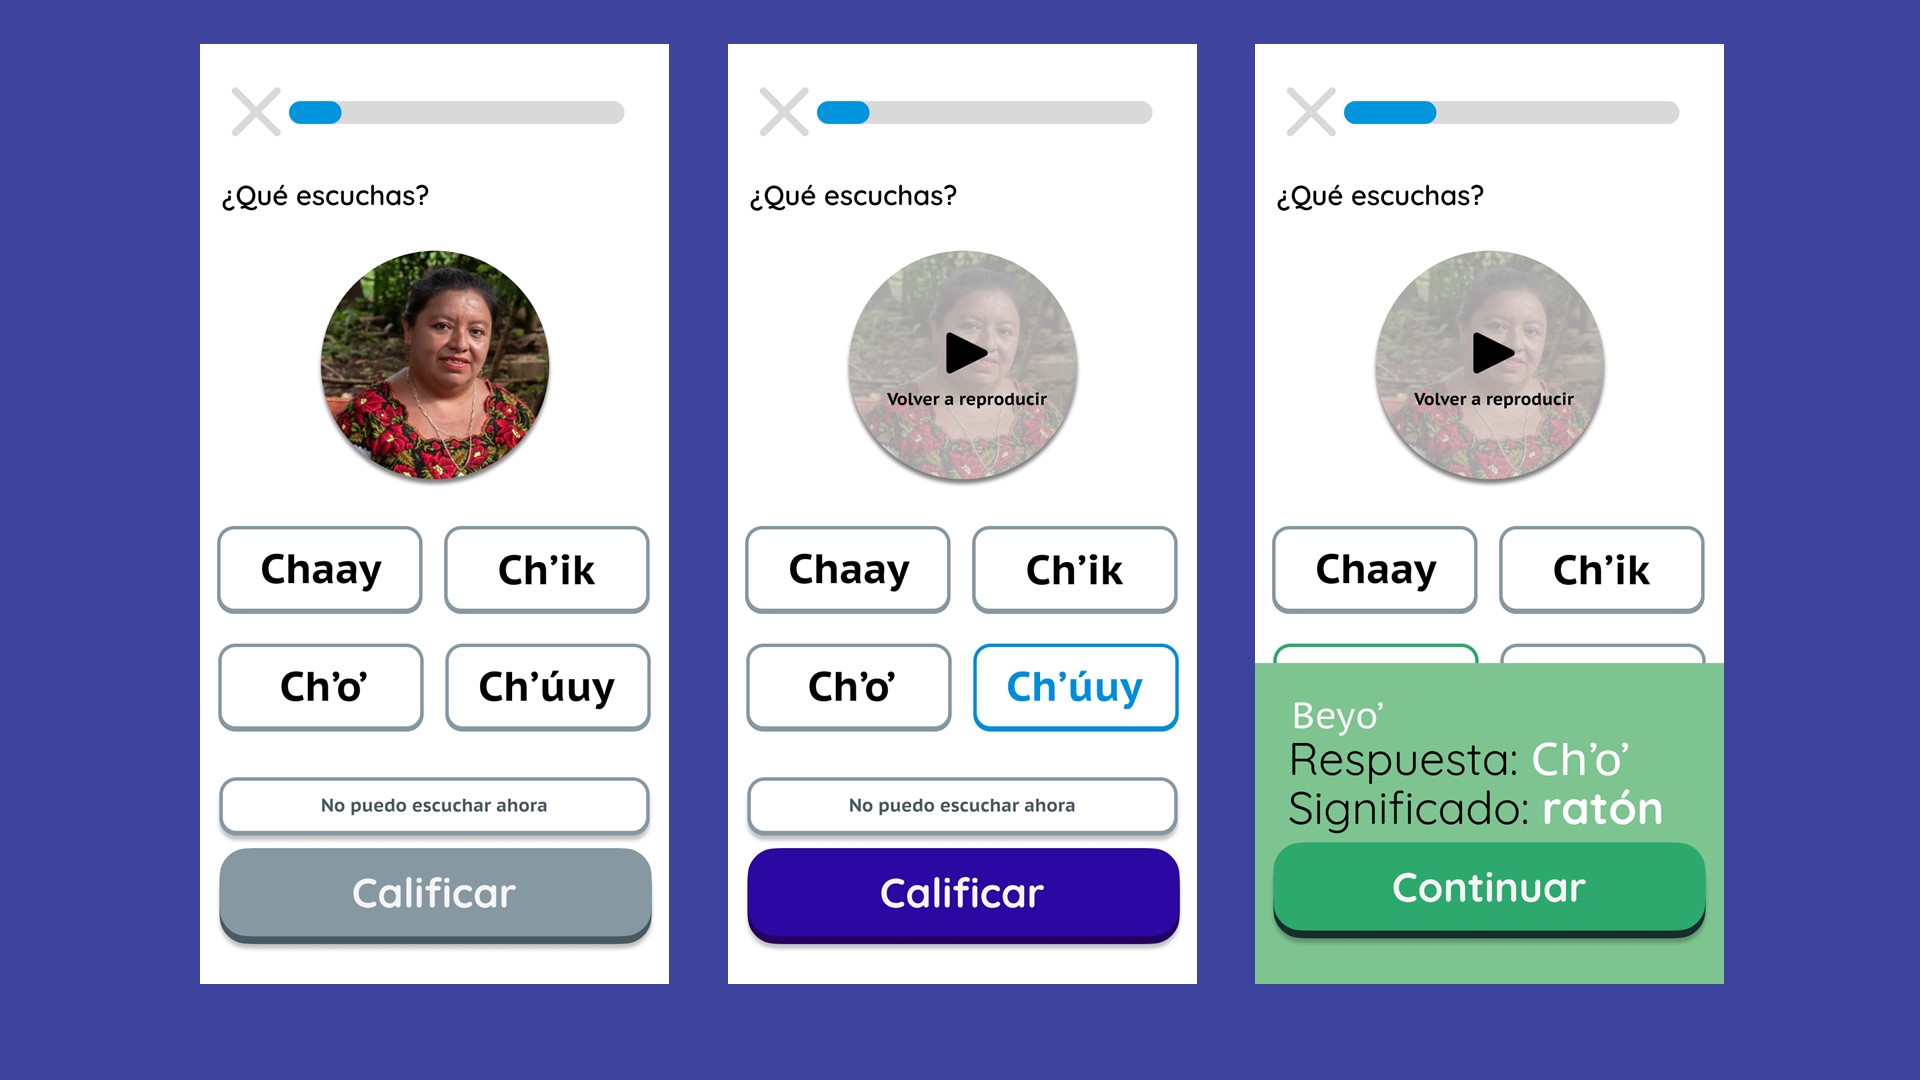 ¿Qué escuchas?
Chaay
Ch’ik
Ch’o’
Ch’úuy
No puedo escuchar ahora
Calificar
¿Qué escuchas?
Volver a reproducir
Chaay
Ch’ik
Ch’o’
Ch’úuy
No puedo escuchar ahora
Calificar
¿Qué escuchas?
Volver a reproducir
Chaay
Ch’ik
Beyo’
Respuesta: Ch’o’
Significado: ratón
Continuar